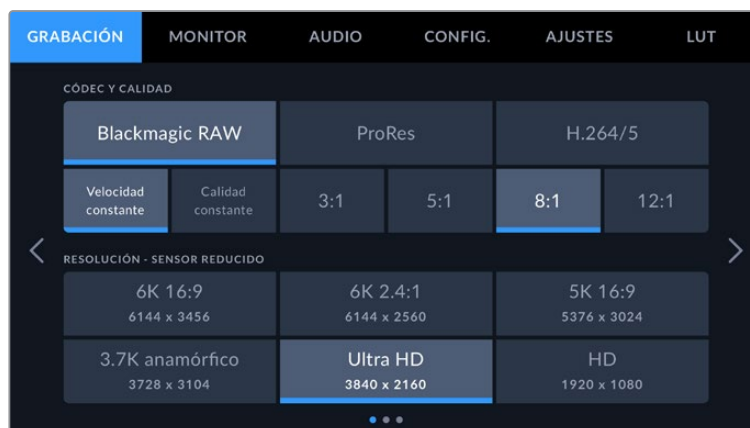 GRABACIÓN MONITOR AUDIO CONFIG. AJUSTES LUT
CÓDEC Y CALIDAD
Blackmagic RAW ProRes H.264/5
Velocidad constante Calidad constante 3:1 5:1 8:1 12:1
RESOLUCIÓN - SENSOR REDUCIDO
6K 16:9 6K 2.4:1 5K 16:9
6144 x 3456 6144 x 2560 5376 x 3024
3.7K anamórfico Ultra HD HD
3728 x 3104 3840 x 2160 1920 x 1080